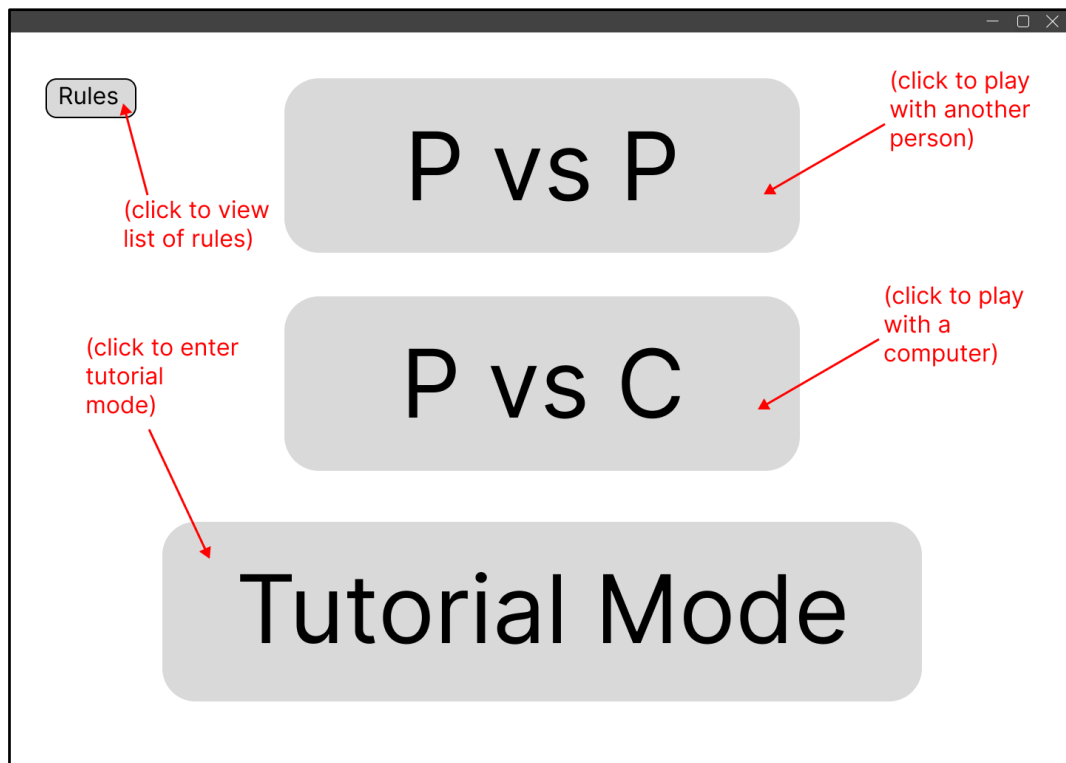 Rules
P vs P
(click to play
with another
person)
(click to view
list of rules)
P vs C
(click to play
with a
computer)
(click to enter
tutorial
mode)
Tutorial Mode